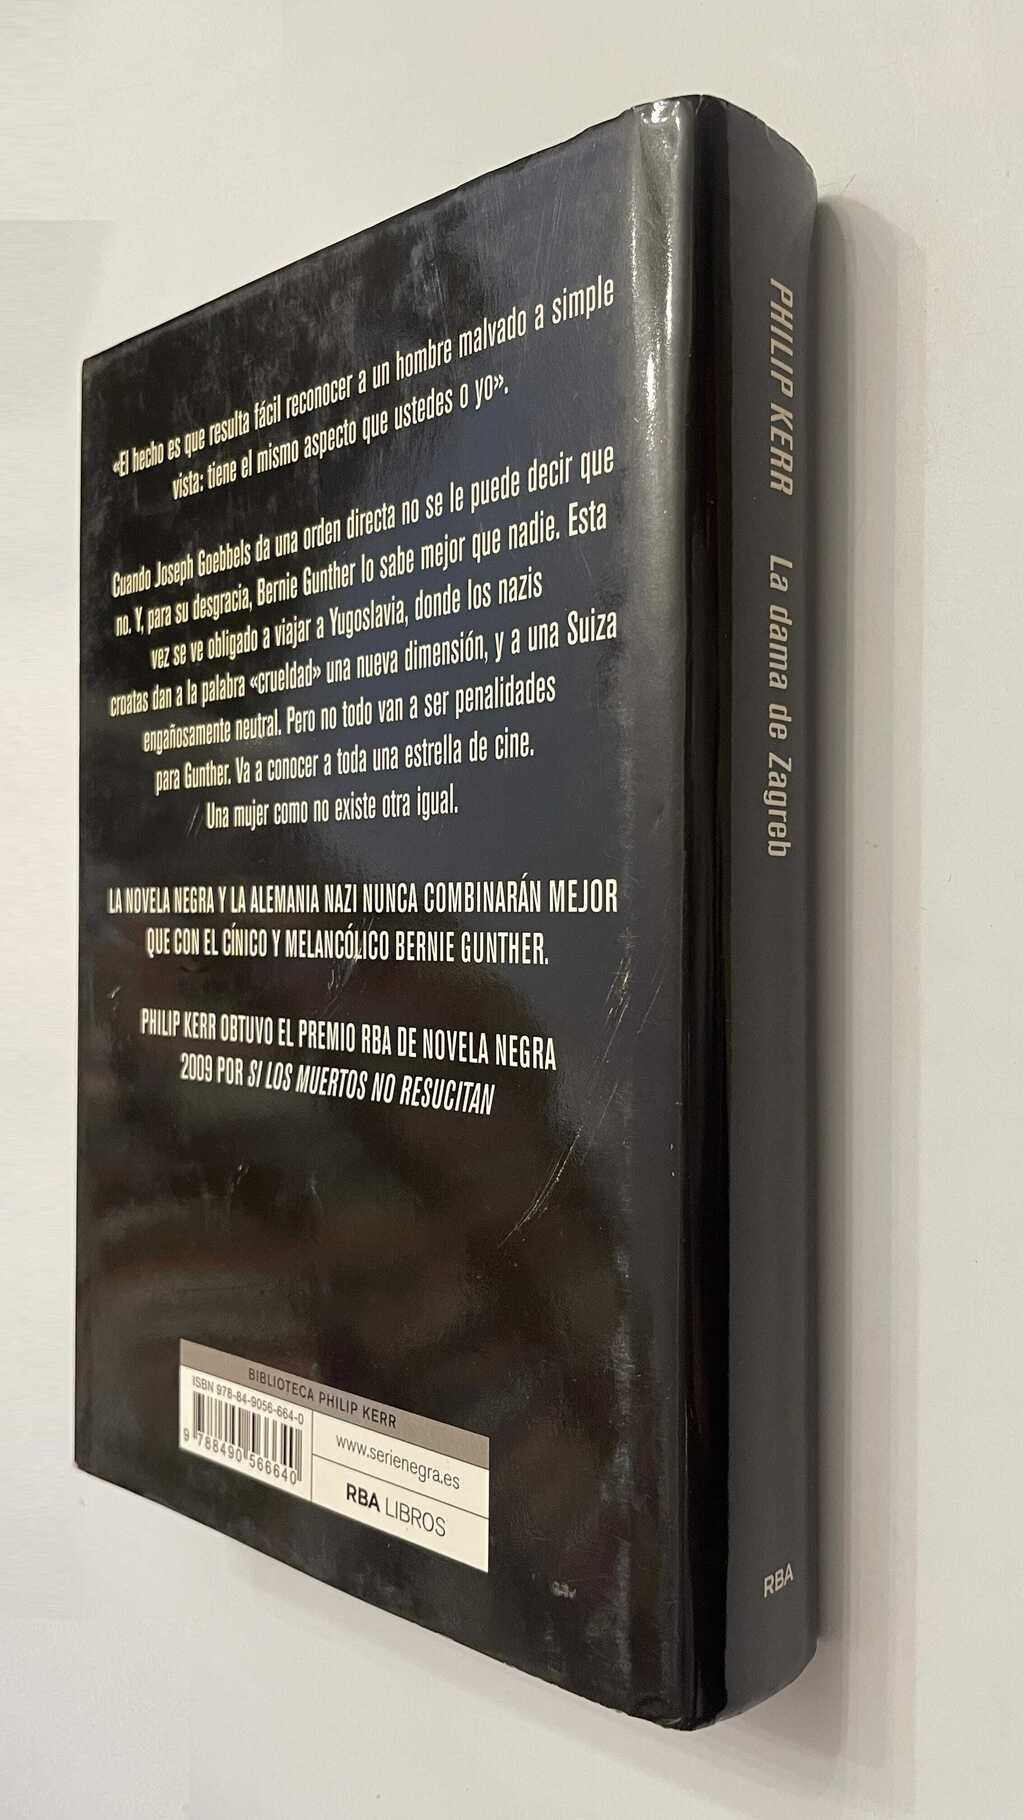 «El hecho es que resulta fácil reconocer a un hombre malvado a simple
vista: tiene el mismo aspecto que ustedes o yo».
Cuando Joseph Goebbels da una orden directa no se le puede decir que
no. Y, para su desgracia, Bernie Gunther lo sabe mejor que nadie. Esta
vez se ve obligado a viajar a Yugoslavia, donde los nazis
croatas dan a la palabra «crueldad» una nueva dimensión, y a una Suiza
engañosamente neutral. Pero no todo van a ser penalidades
para Gunther. Va a conocer a toda una estrella de cine.
Una mujer como no existe otra igual.
LA NOVELA NEGRA Y LA ALEMANIA NAZI NUNCA COMBINARÁN MEJOR
QUE CON EL CÍNICO Y MELANCÓLICO BERNIE GUNTHER.
PHILIP KERR OBTUVO EL PREMIO RBA DE NOVELA NEGRA
2009 POR SI LOS MUERTOS NO RESUCITAN
BIBLIOTECA PHILIP KERR
ISBN 978-84-9056-664-0
9 788490 566640
www.serienegra.es
RBA LIBROS
PHILIP KERR La dama de Zagreb
RBA